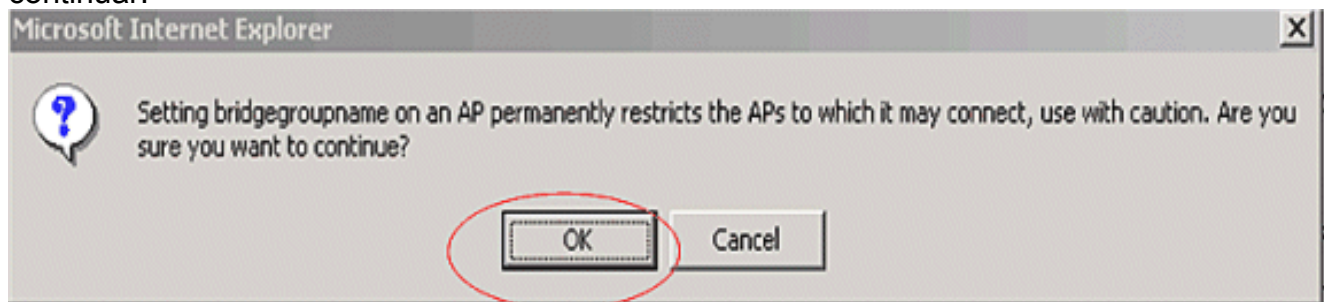 continuar.
Microsoft Internet Explorer
Setting bridgegroupname on an AP permanently restricts the APs to which it may connect, use with caution. Are you
sure you want to continue?
OK
Cancel